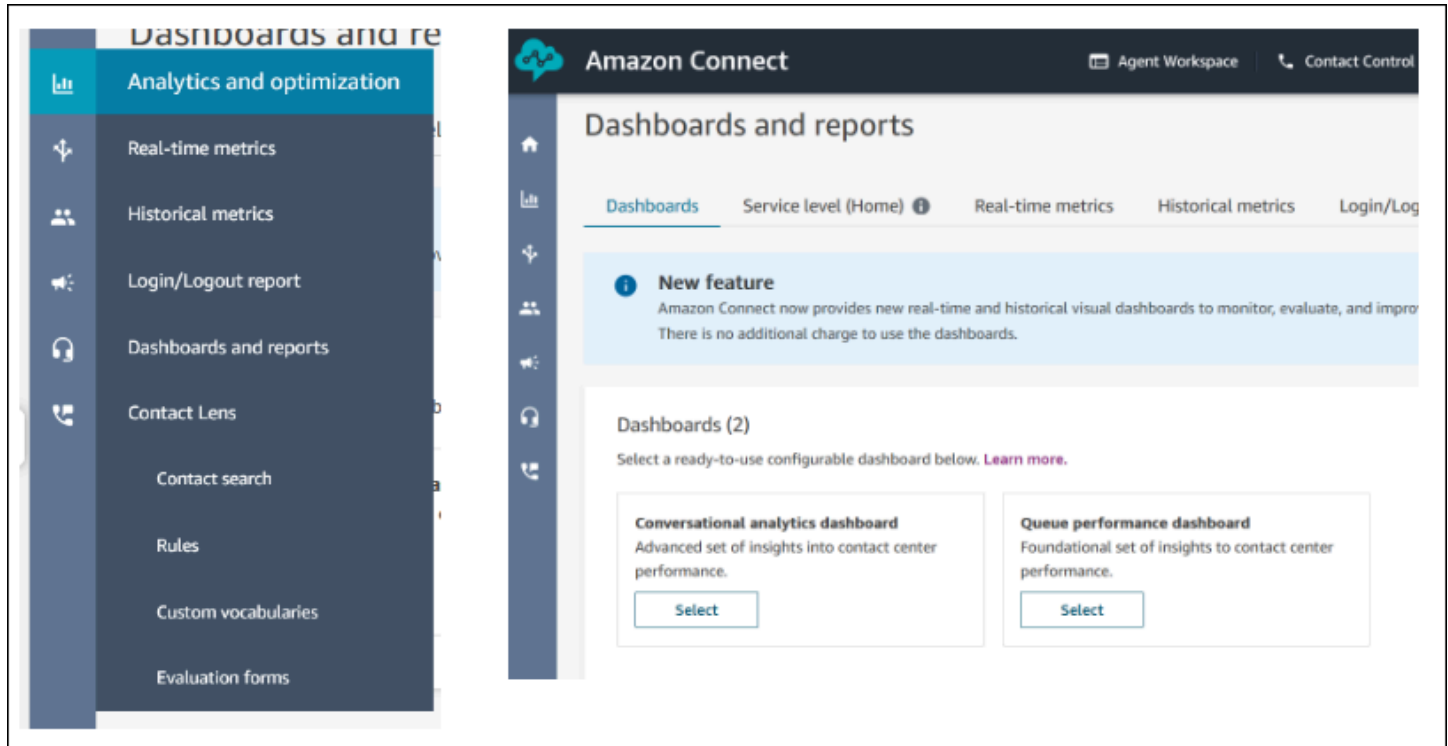 Dashboards and re
Analytics and optimization
Real-time metrics
Historical metrics
Login/Logout report
Dashboards and reports
Contact Lens
Contact search
Rules
Custom vocabularies
Evaluation forms
Amazon Connect
Agent Workspace
Contact Control
Dashboards and reports
Dashboards Service level (Home) Real-time metrics Historical metrics Login/Log
New feature
Amazon Connect now provides new real-time and historical visual dashboards to monitor, evaluate, and impro
There is no additional charge to use the dashboards.
Dashboards (2)
Select a ready-to-use configurable dashboard below. Learn more.
Conversational analytics dashboard
Advanced set of insights into contact center
performance.
Select
Queue performance dashboard
Foundational set of insights to contact center
performance.
Select